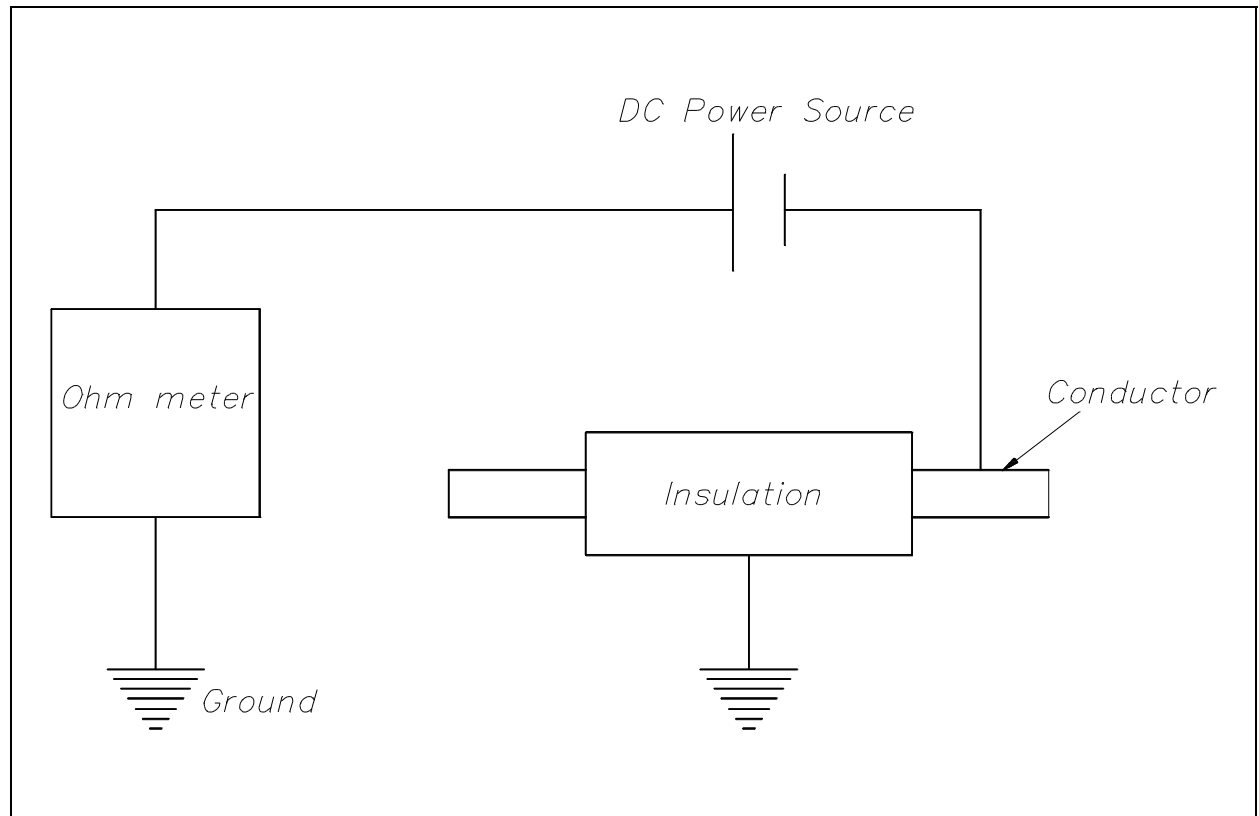 DC Power Source
Ohm meter
Conductor
Insulation
Ground